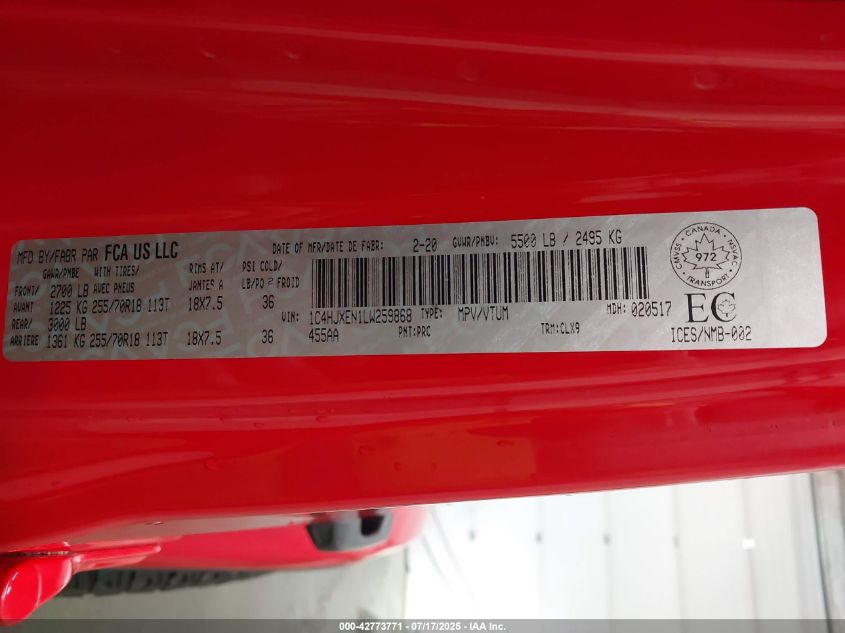 MFD BY/FABR PAR FCA US LLC
DATE OF MFR/DATE DE FABR: 2-20 GVWR/PNBV: 5500 LB / 2495 KG
GAWR/PNBE WITH TIRES/ RIMS AT/ PSI COLD/
FRONT/ 2700 LB AVEC PNEUS JANTES A LB/PO2 FROID
AVANT 1225 KG 255/70R18 113T 18X7.5 36
REAR/ 3000 LB
ARRIERE 1361 KG 255/70R18 113T 18X7.5 36
VIN: 1C4HJXEN1LW259868 TYPE: MPV/VTUM MDH: 020517
455AA PNT:PRC TRM:CLX9
CANADA
CMVSS NSVAC
972
TRANSPORT
EC
ICES/NMB-002
000-42773771 - 07/17/2025 - IAA Inc.